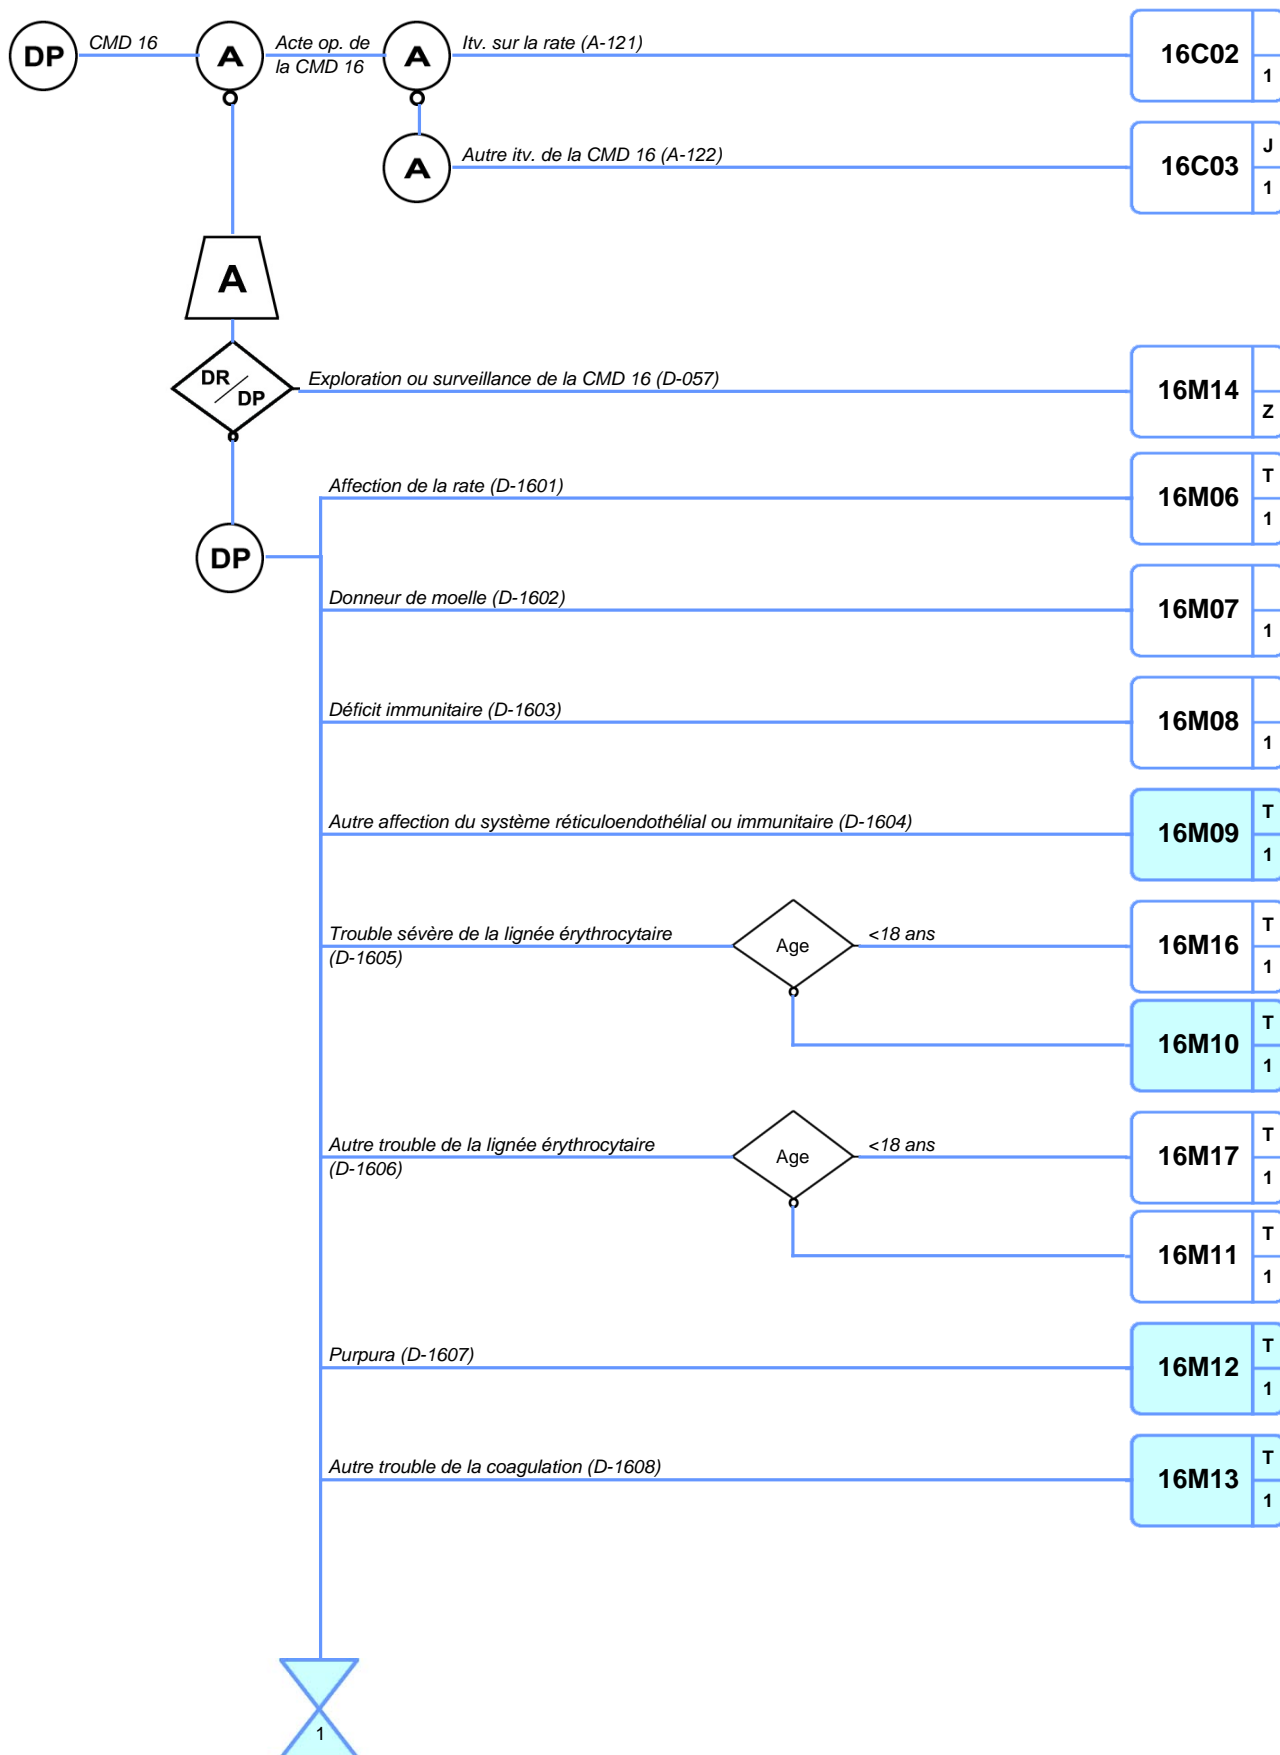 DP
CMD 16
A
Acte op. de
la CMD 16
A
Itv. sur la rate (A-121)
16C02
1
A
Autre itv. de la CMD 16 (A-122)
16C03
J
1
A
DR
DP
Exploration ou surveillance de la CMD 16 (D-057)
16M14
Z
DP
Affection de la rate (D-1601)
16M06
T
1
Donneur de moelle (D-1602)
16M07
1
Déficit immunitaire (D-1603)
16M08
1
Autre affection du système réticuloendothélial ou immunitaire (D-1604)
16M09
T
1
Trouble sévère de la lignée érythrocytaire
(D-1605)
Age
<18 ans
16M16
T
1
16M10
T
1
Autre trouble de la lignée érythrocytaire
(D-1606)
Age
<18 ans
16M17
T
1
16M11
T
1
Purpura (D-1607)
16M12
T
1
Autre trouble de la coagulation (D-1608)
16M13
T
1
1